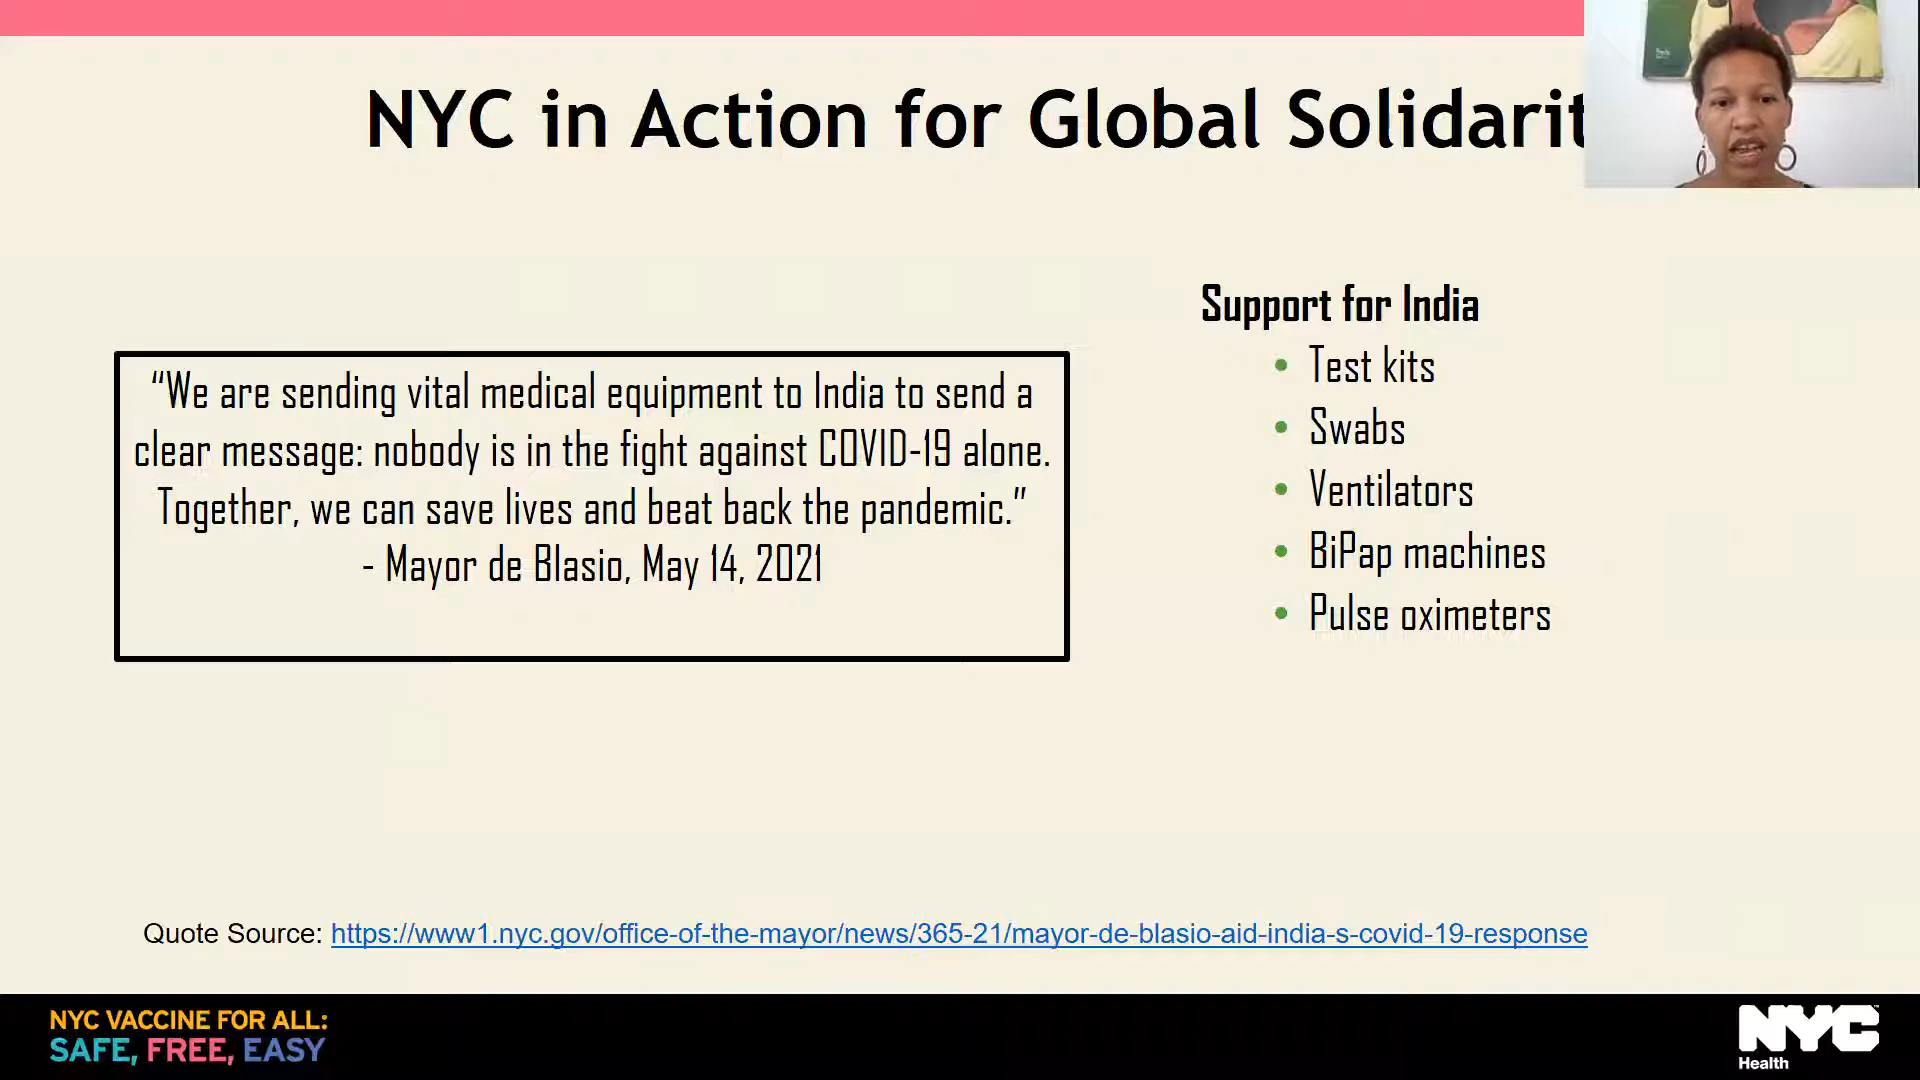 NYC in Action for Global Solidarit
Support for India
• Test kits
• Swabs
• Ventilators
• BiPap machines
• Pulse oximeters
“We are sending vital medical equipment to India to send a
clear message: nobody is in the fight against COVID-19 alone.
Together, we can save lives and beat back the pandemic.”
- Mayor de Blasio, May 14, 2021
Quote Source: https://www1.nyc.gov/office-of-the-mayor/news/365-21/mayor-de-blasio-aid-india-s-covid-19-response
NYC VACCINE FOR ALL:
SAFE, FREE, EASY
NYC
Health